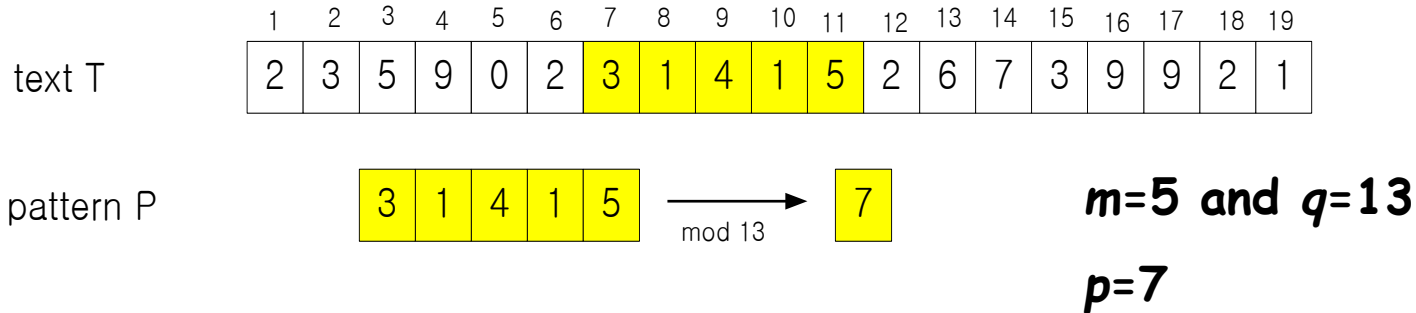 1 2 3 4 5 6 7 8 9 10 11 12 13 14 15 16 17 18 19
text T 2 3 5 9 0 2 3 1 4 1 5 2 6 7 3 9 9 2 1
pattern P 3 1 4 1 5 mod 13 7 m=5 and q=13
p=7